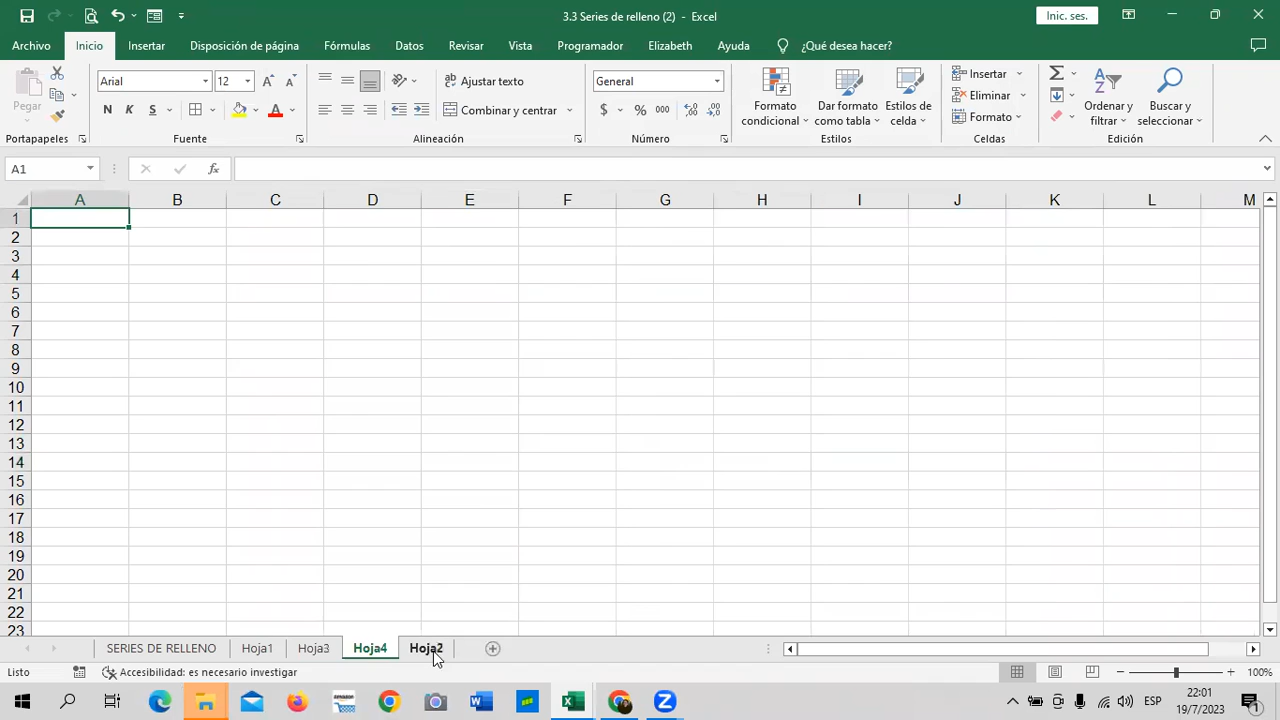 3.3 Series de relleno (2) - Excel
Inic. ses.
Archivo Inicio Insertar Disposición de página Fórmulas Datos Revisar Vista Programador Elizabeth Ayuda ¿Qué desea hacer?
Pegar
Arial 12
N K S
Ajustar texto
Combinar y centrar
General
$ % 000
Formato condicional
Dar formato como tabla
Estilos de celda
Insertar
Eliminar
Formato
Ordenar y filtrar
Buscar y seleccionar
Portapapeles Fuente Alineación Número Estilos Celdas Edición
A1 fx
A B C D E F G H I J K L M
1
2
3
4
5
6
7
8
9
10
11
12
13
14
15
16
17
18
19
20
21
22
23
SERIES DE RELLENO Hoja1 Hoja3 Hoja4 Hoja2
Listo Accesibilidad: es necesario investigar 100%
ESP 22:01
19/7/2023